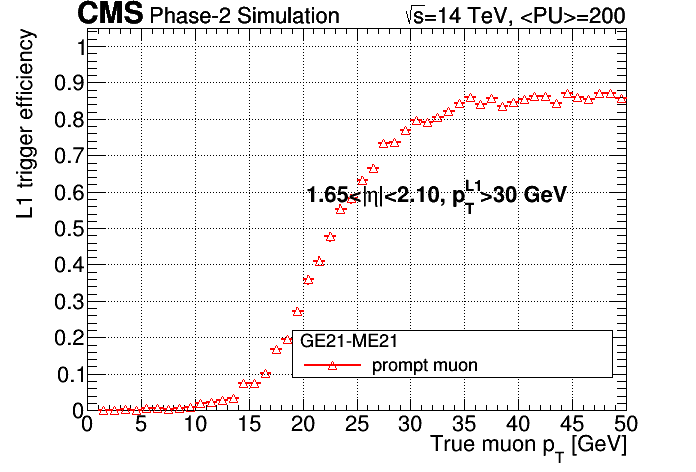 CMS Phase-2 Simulation √s=14 TeV, <PU>=200
L1 trigger efficiency
1
0.9
0.8
0.7
0.6
0.5
0.4
0.3
0.2
0.1
0
1.65<|η|<2.10, p_T^L1>30 GeV
GE21-ME21
prompt muon
0 5 10 15 20 25 30 35 40 45 50
True muon p_T [GeV]